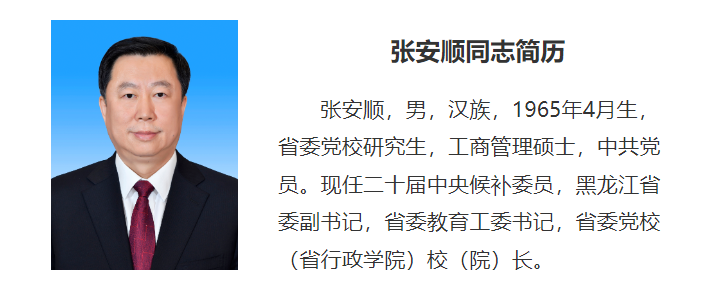 张安顺同志简历
张安顺，男，汉族，1965年4月生，
省委党校研究生，工商管理硕士，中共党
员。现任二十届中央候补委员，黑龙江省
委副书记，省委教育工委书记，省委党校
（省行政学院）校（院）长。